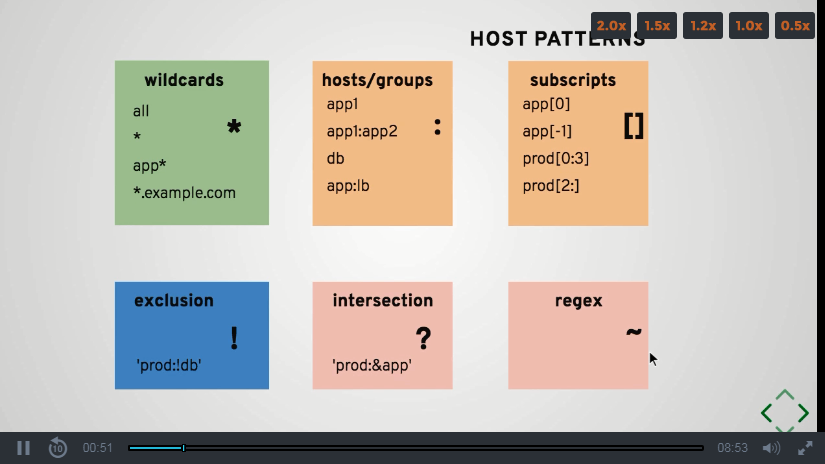 2.0x 1.5x 1.2x 1.0x 0.5x
HOST PATTERNS
wildcards
all
*
app*
*.example.com
*
hosts/groups
app1
app1:app2
db
app:lb
:
subscripts
app[0]
app[-1]
prod[0:3]
prod[2:]
[]
exclusion
!
'prod:!db'
intersection
?
'prod:&app'
regex
~
10 00:51 08:53